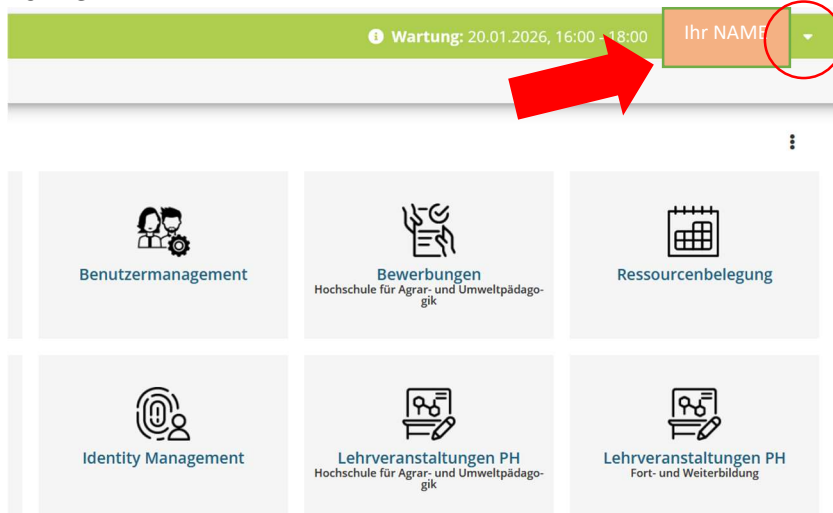 Wartung: 20.01.2026, 16:00 - 18:00
Ihr NAME
Benutzermanagement
Bewerbungen
Hochschule für Agrar- und Umweltpädago-
gik
Ressourcenbelegung
Identity Management
Lehrveranstaltungen PH
Hochschule für Agrar- und Umweltpädago-
gik
Lehrveranstaltungen PH
Fort- und Weiterbildung